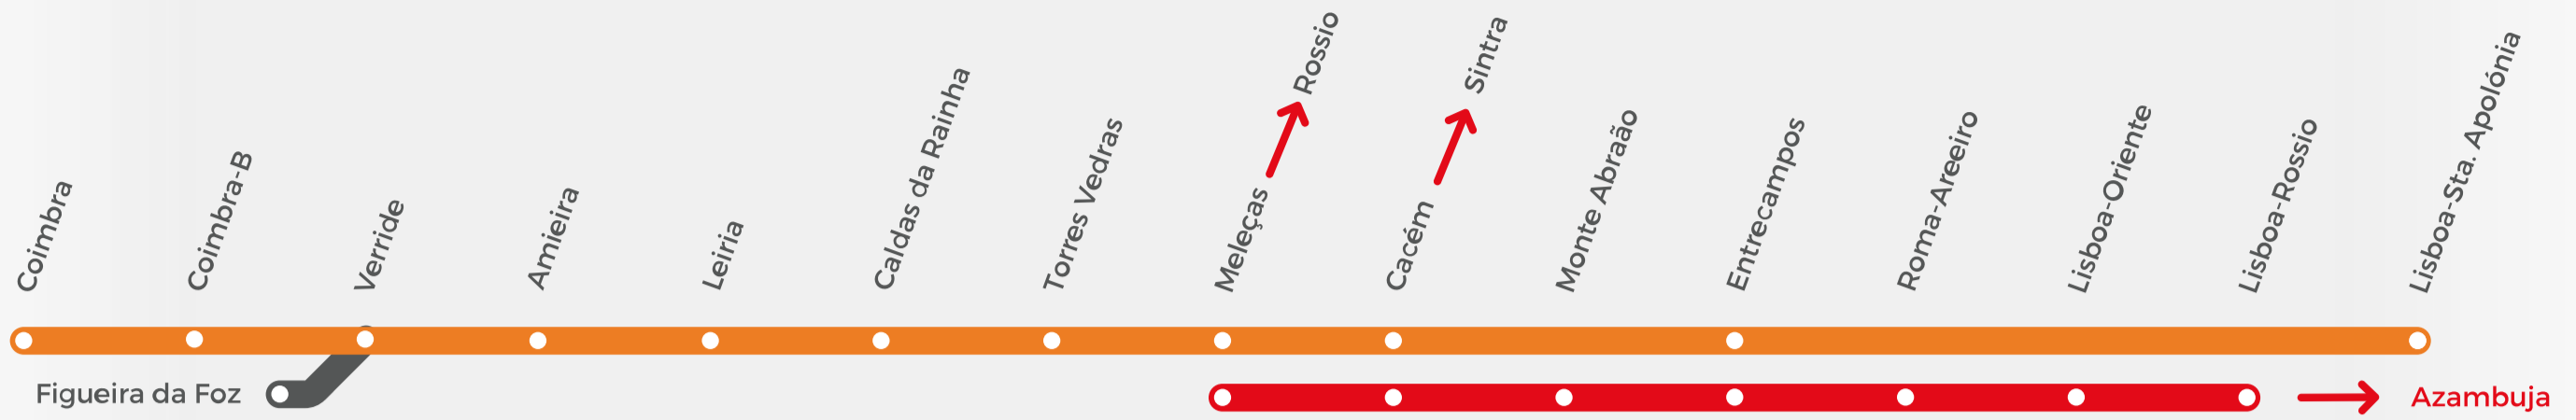 Coimbra
Coimbra-B
Verride
Amieira
Leiria
Caldas da Rainha
Torres Vedras
Meleças
Rossio
Cacém
Sintra
Monte Abraão
Entrecampos
Roma-Areeiro
Lisboa-Oriente
Lisboa-Rossio
Lisboa-Sta. Apolónia
Figueira da Foz
Azambuja